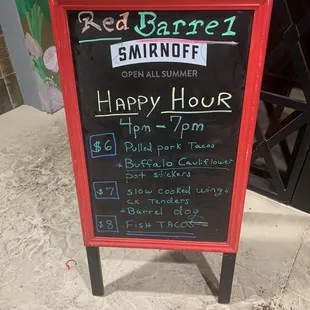 Red Barrel
SMIRNOFF
OPEN ALL SUMMER
HAPPY HOUR
4pm - 7pm
$6 Pulled pork Tacos
- Buffalo Cauliflower
pot stickers
$7 slow cooked wings
CK Tenders
- Barrel dog
$8 FISH TACOS